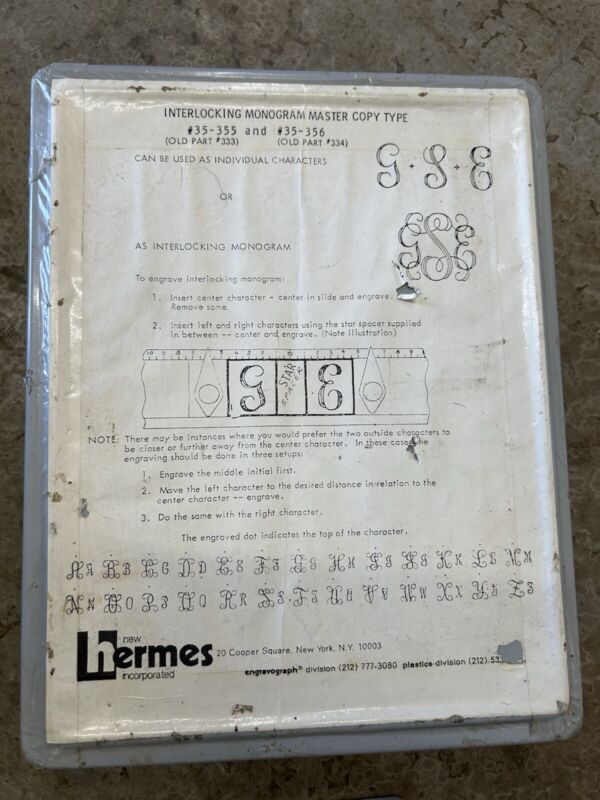 INTERLOCKING MONOGRAM MASTER COPY TYPE
#35-355 and #35-356
(OLD PART #333) (OLD PART #334)
CAN BE USED AS INDIVIDUAL CHARACTERS
G · S · E
OR
GSE
AS INTERLOCKING MONOGRAM
To engrave interlocking monogram:
1. Insert center character - center in slide and engrave.
Remove same.
2. Insert left and right characters using the star spacer supplied
in between -- center and engrave. (Note illustration)
G STAR SPACER E
NOTE: There may be instances where you would prefer the two outside characters to
be closer or further away from the center character. In these cases the
engraving should be done in three setups:
1. Engrave the middle initial first.
2. Move the left character to the desired distance in relation to the
center character -- engrave.
3. Do the same with the right character.
The engraved dot indicates the top of the character.
new
hermes 20 Cooper Square, New York, N.Y. 10003
incorporated engravograph® division (212) 777-3080 plastics division (212)